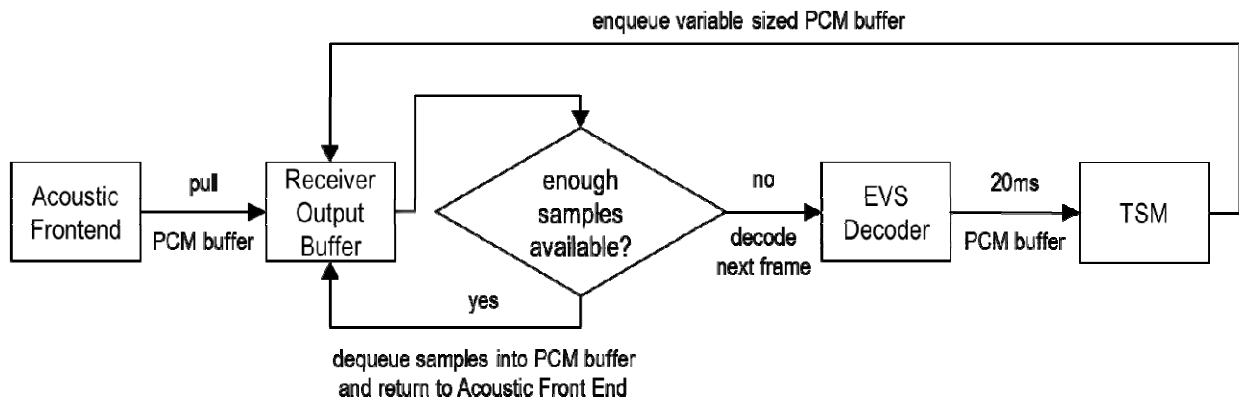 enqueue variable sized PCM buffer
Acoustic
Frontend
pull
PCM buffer
Receiver
Output
Buffer
enough
samples
available?
no
decode
next frame
EVS
Decoder
20ms
PCM buffer
TSM
yes
dequeue samples into PCM buffer
and return to Acoustic Front End